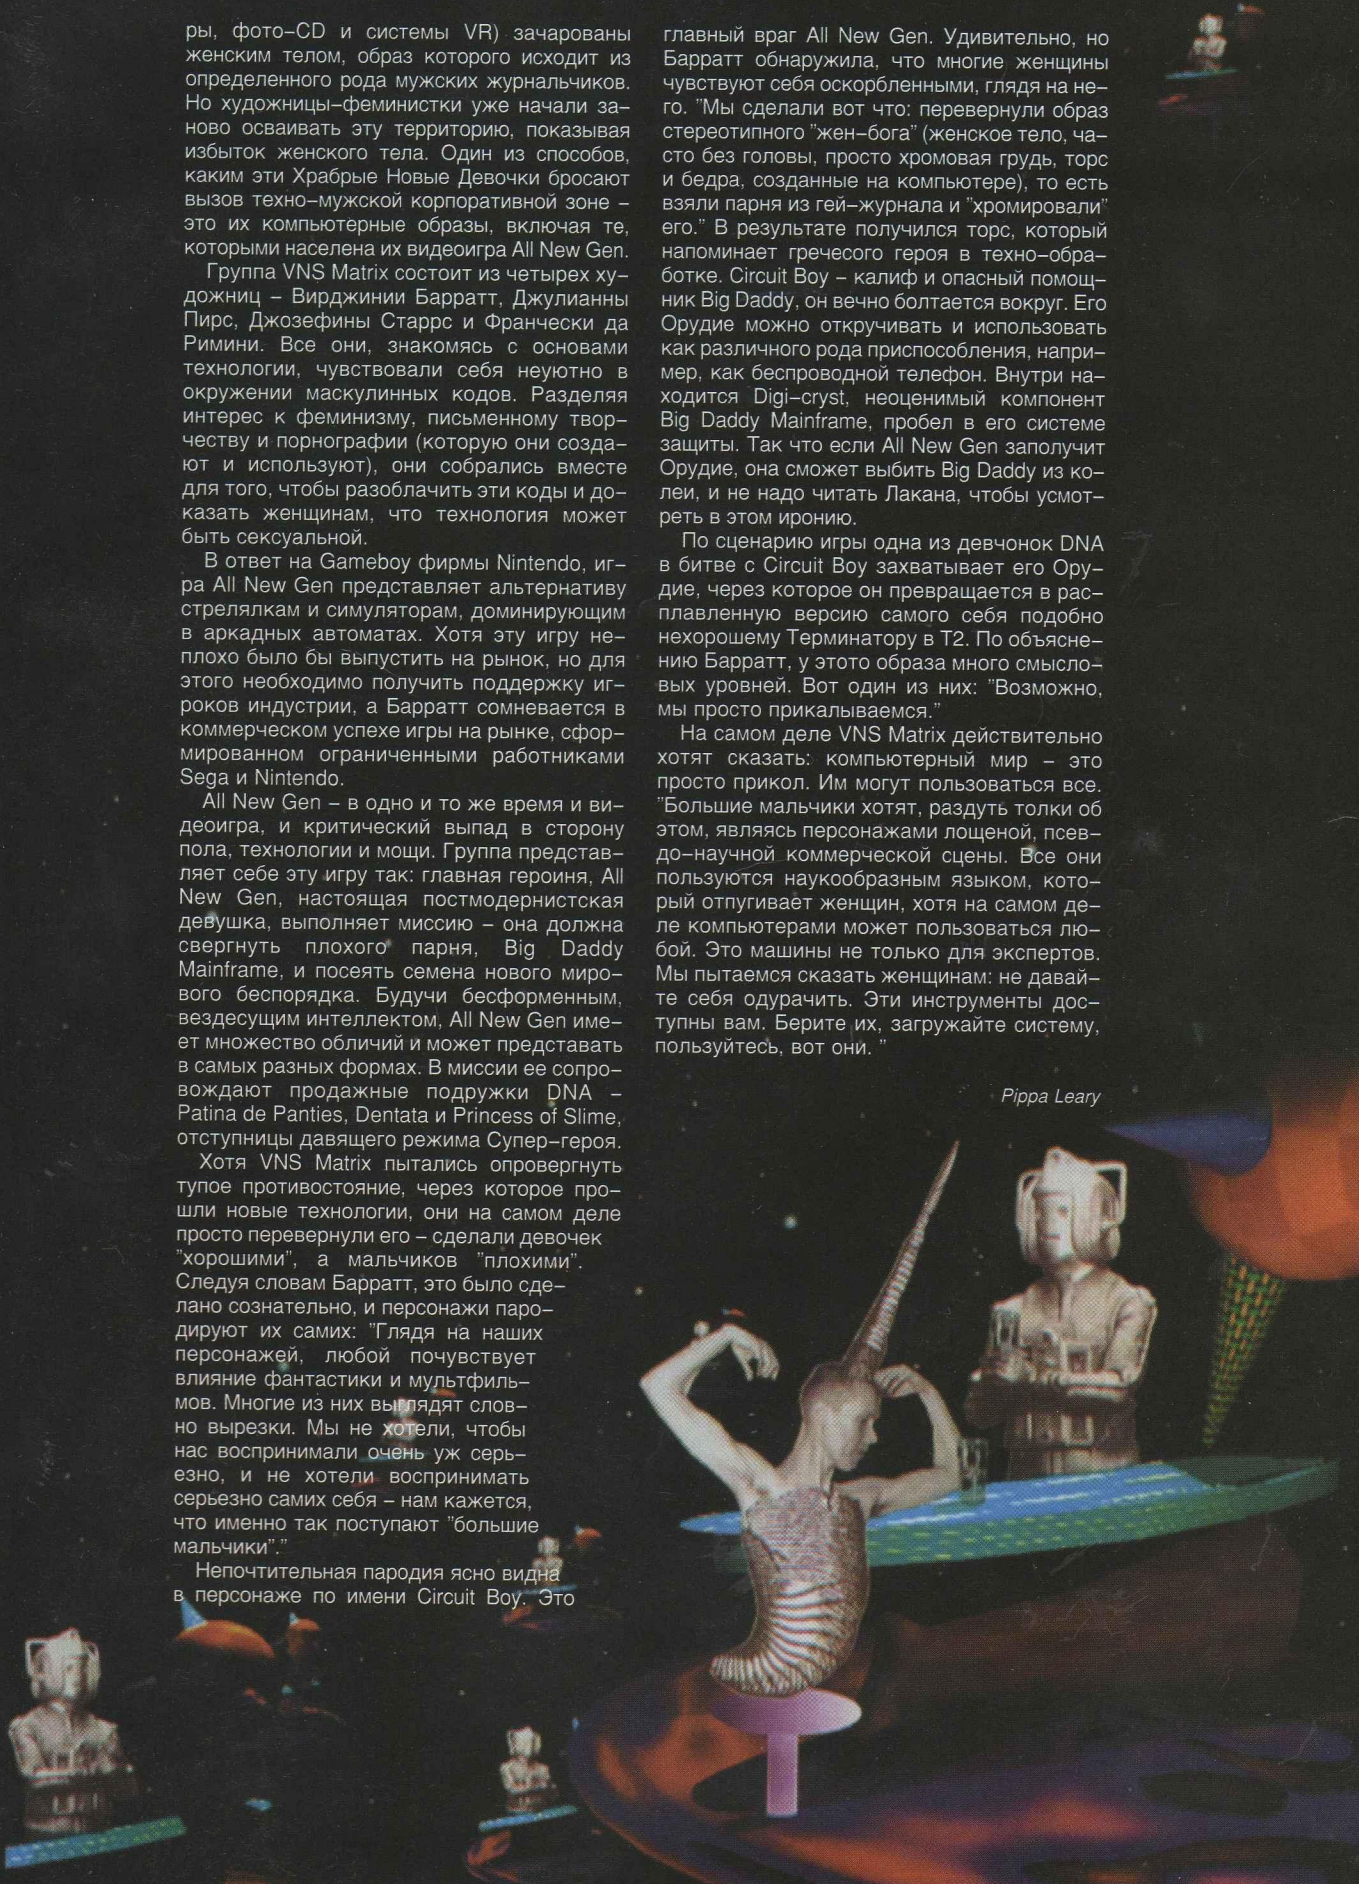 ры, фото–CD и системы VR) зачарованы
женским телом, образ которого исходит из
определенного рода мужских журнальчиков.
Но художницы–феминистки уже начали за–
ново осваивать эту территорию, показывая
избыток женского тела. Один из способов,
каким эти Храбрые Новые Девочки бросают
вызов техно–мужской корпоративной зоне –
это их компьютерные образы, включая те,
которыми населена их видеоигра All New Gen.
Группа VNS Matrix состоит из четырех ху–
дожниц – Вирджинии Барратт, Джулианны
Пирс, Джозефины Старрс и Франчески да
Римини. Все они, знакомясь с основами
технологии, чувствовали себя неуютно в
окружении маскулинных кодов. Разделяя
интерес к феминизму, письменному твор–
честву и порнографии (которую они созда–
ют и используют), они собрались вместе
для того, чтобы разоблачить эти коды и до–
казать женщинам, что технология может
быть сексуальной.
В ответ на Gameboy фирмы Nintendo, иг–
ра All New Gen представляет альтернативу
стрелялкам и симуляторам, доминирующим
в аркадных автоматах. Хотя эту игру не–
плохо было бы выпустить на рынок, но для
этого необходимо получить поддержку иг–
роков индустрии, а Барратт сомневается в
коммерческом успехе игры на рынке, сфор–
мированном ограниченными работниками
Sega и Nintendo.
All New Gen – в одно и то же время и ви–
деоигра, и критический выпад в сторону
пола, технологии и мощи. Группа представ–
ляет себе эту игру так: главная героиня, All
New Gen, настоящая постмодернистская
девушка, выполняет миссию – она должна
свергнуть плохого парня, Big Daddy
Mainframe, и посеять семена нового миро–
вого беспорядка. Будучи бесформенным,
вездесущим интеллектом, All New Gen име–
ет множество обличий и может представать
в самых разных формах. В миссии ее сопро–
вождают продажные подружки DNA –
Patina de Panties, Dentata и Princess of Slime,
отступницы давящего режима Супер–героя.
Хотя VNS Matrix пытались опровергнуть
тупое противостояние, через которое про–
шли новые технологии, они на самом деле
просто перевернули его – сделали девочек
"хорошими", а мальчиков "плохими".
Следуя словам Барратт, это было сде–
лано сознательно, и персонажи паро–
дируют их самих: "Глядя на наших
персонажей, любой почувствует
влияние фантастики и мультфиль–
мов. Многие из них выглядят слов–
но вырезки. Мы не хотели, чтобы
нас воспринимали очень уж серь–
езно, и не хотели воспринимать
серьезно самих себя – нам кажется,
что именно так поступают "большие
мальчики"."
Непочтительная пародия ясно видна
в персонаже по имени Circuit Boy. Это
главный враг All New Gen. Удивительно, но
Барратт обнаружила, что многие женщины
чувствуют себя оскорбленными, глядя на не–
го. "Мы сделали вот что: перевернули образ
стереотипного "жен–бога" (женское тело, ча–
сто без головы, просто хромовая грудь, торс
и бедра, созданные на компьютере), то есть
взяли парня из гей–журнала и "хромировали"
его." В результате получился торс, который
напоминает гречесого героя в техно–обра–
ботке. Circuit Boy – калиф и опасный помощ–
ник Big Daddy, он вечно болтается вокруг. Его
Орудие можно откручивать и использовать
как различного рода приспособления, напри–
мер, как беспроводной телефон. Внутри на–
ходится Digi–cryst, неоценимый компонент
Big Daddy Mainframe, пробел в его системе
защиты. Так что если All New Gen заполучит
Орудие, она сможет выбить Big Daddy из ко–
леи, и не надо читать Лакана, чтобы усмот–
реть в этом иронию.
По сценарию игры одна из девчонок DNA
в битве с Circuit Boy захватывает его Ору–
дие, через которое он превращается в рас–
плавленную версию самого себя подобно
нехорошему Терминатору в Т2. По объясне–
нию Барратт, у этото образа много смысло–
вых уровней. Вот один из них: "Возможно,
мы просто прикалываемся."
На самом деле VNS Matrix действительно
хотят сказать: компьютерный мир – это
просто прикол. Им могут пользоваться все.
"Большие мальчики хотят, раздуть толки об
этом, являясь персонажами лощеной, псев–
до–научной коммерческой сцены. Все они
пользуются наукообразным языком, кото–
рый отпугивает женщин, хотя на самом де–
ле компьютерами может пользоваться лю–
бой. Это машины не только для экспертов.
Мы пытаемся сказать женщинам: не давай–
те себя одурачить. Эти инструменты дос–
тупны вам. Берите их, загружайте систему,
пользуйтесь, вот они. "
Pippa Leary